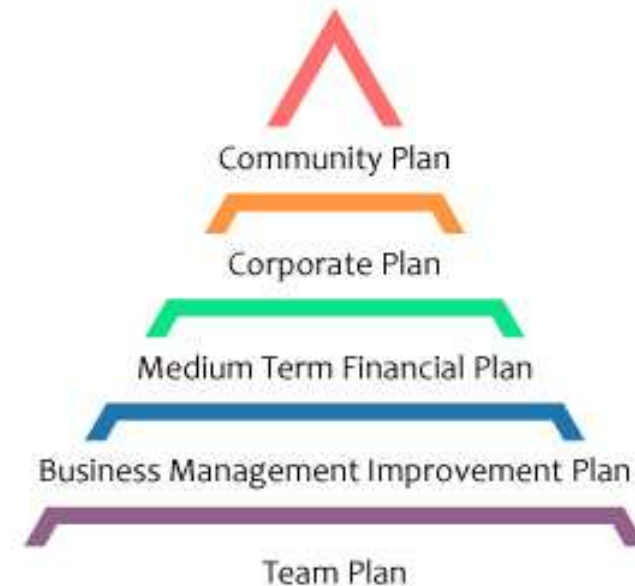 Community Plan
Corporate Plan
Medium Term Financial Plan
Business Management Improvement Plan
Team Plan